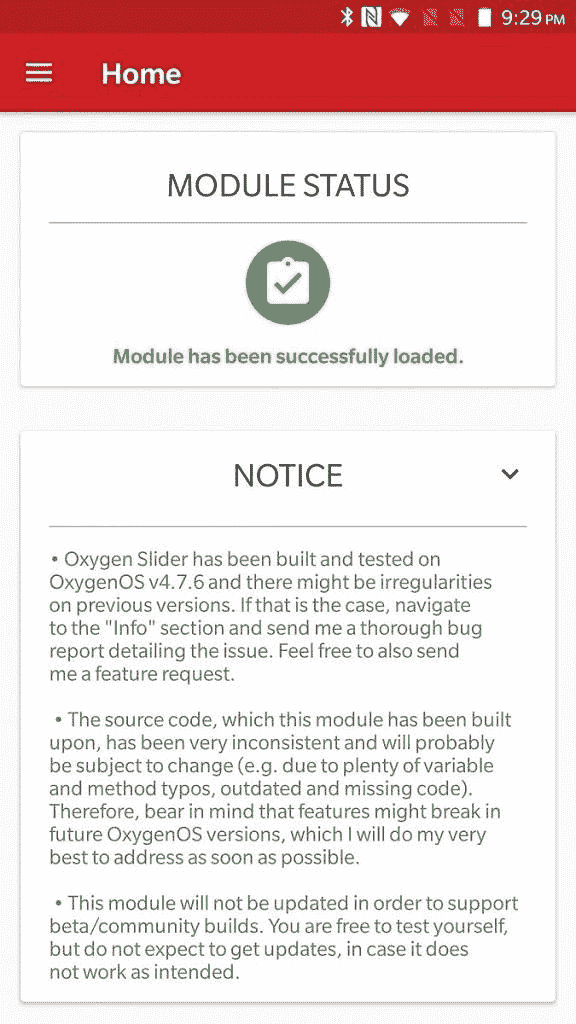 9:29 PM
Home
MODULE STATUS
Module has been successfully loaded.
NOTICE
• Oxygen Slider has been built and tested on
OxygenOS v4.7.6 and there might be irregularities
on previous versions. If that is the case, navigate
to the "Info" section and send me a thorough bug
report detailing the issue. Feel free to also send
me a feature request.
• The source code, which this module has been built
upon, has been very inconsistent and will probably
be subject to change (e.g. due to plenty of variable
and method typos, outdated and missing code).
Therefore, bear in mind that features might break in
future OxygenOS versions, which I will do my very
best to address as soon as possible.
• This module will not be updated in order to support
beta/community builds. You are free to test yourself,
but do not expect to get updates, in case it does
not work as intended.